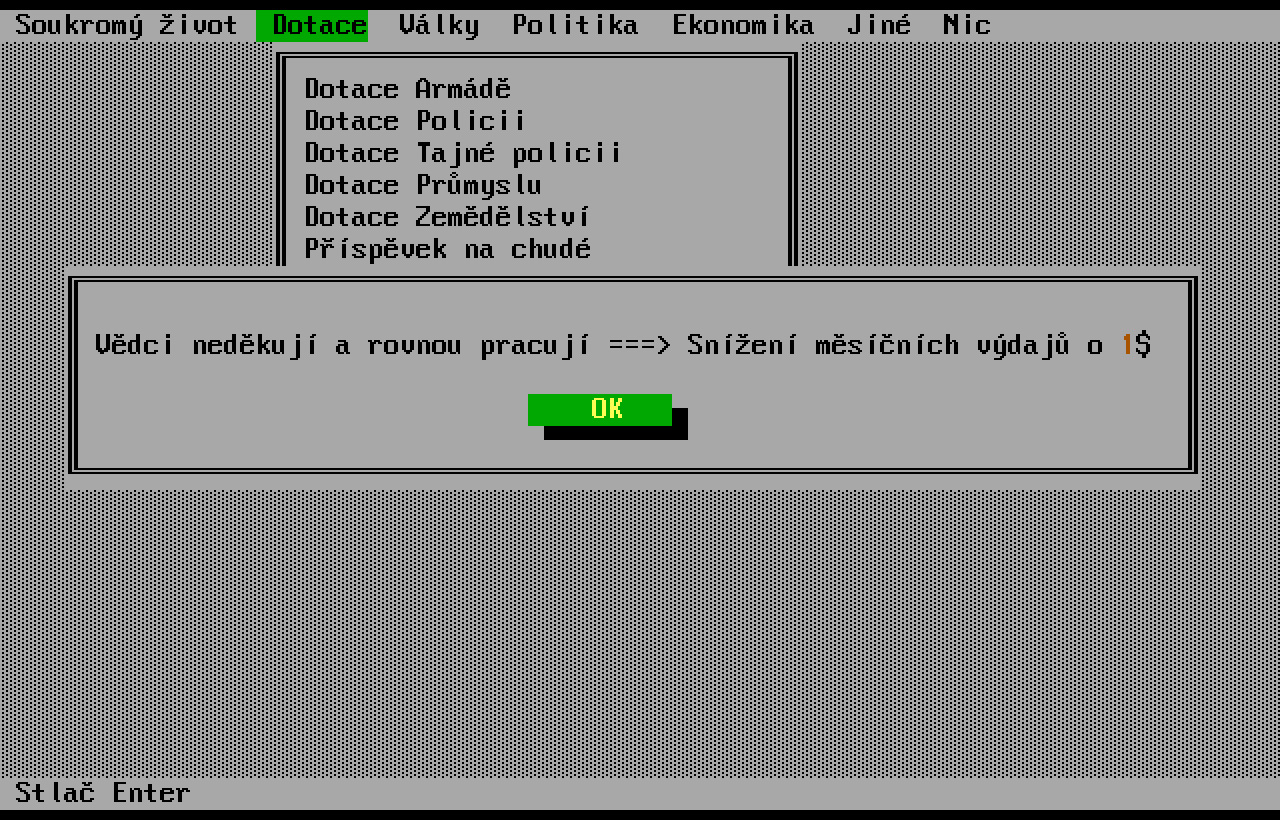 Soukromý život Dotace Války Politika Ekonomika Jiné Nic
Dotace Armádě
Dotace Policii
Dotace Tajné policii
Dotace Průmyslu
Dotace Zemědělství
Příspěvek na chudé
Vědci neděkují a rovnou pracují ===> Snížení měsíčních výdajů o 1$
OK
Stlač Enter